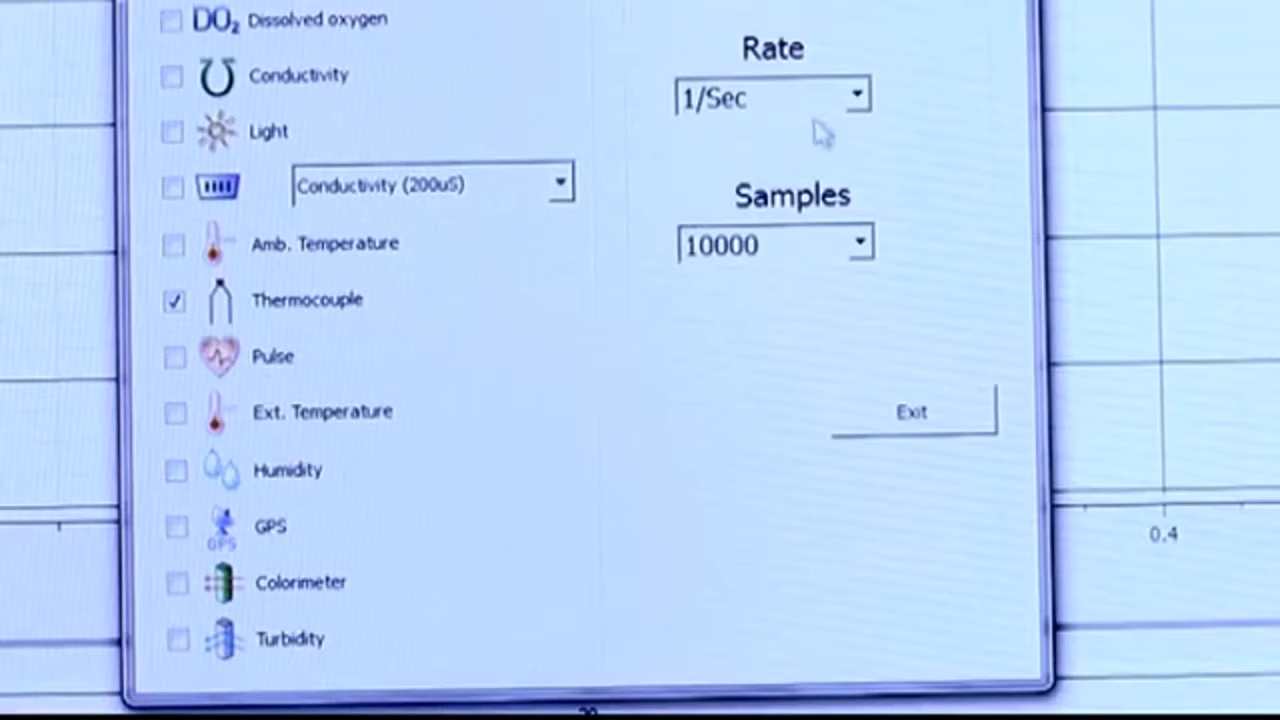 DO₂ Dissolved oxygen
Conductivity
Light
Conductivity (200uS)
Amb. Temperature
Thermocouple
Pulse
Ext. Temperature
Humidity
GPS
GPS
Colorimeter
Turbidity
Rate
1/Sec
Samples
10000
Exit
0.4